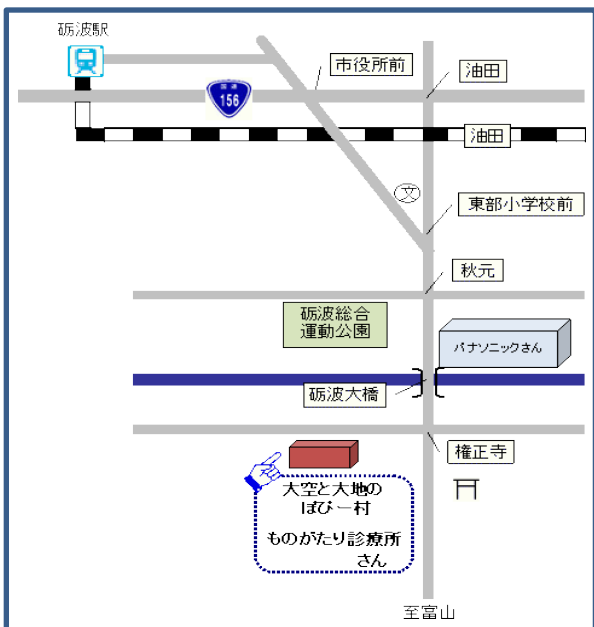 砺波駅
市役所前
油田
国道
156
油田
文
東部小学校前
秋元
砺波総合
運動公園
パナソニックさん
砺波大橋
権正寺
大空と大地の
ぽぴー村
ものがたり診療所
さん
至富山